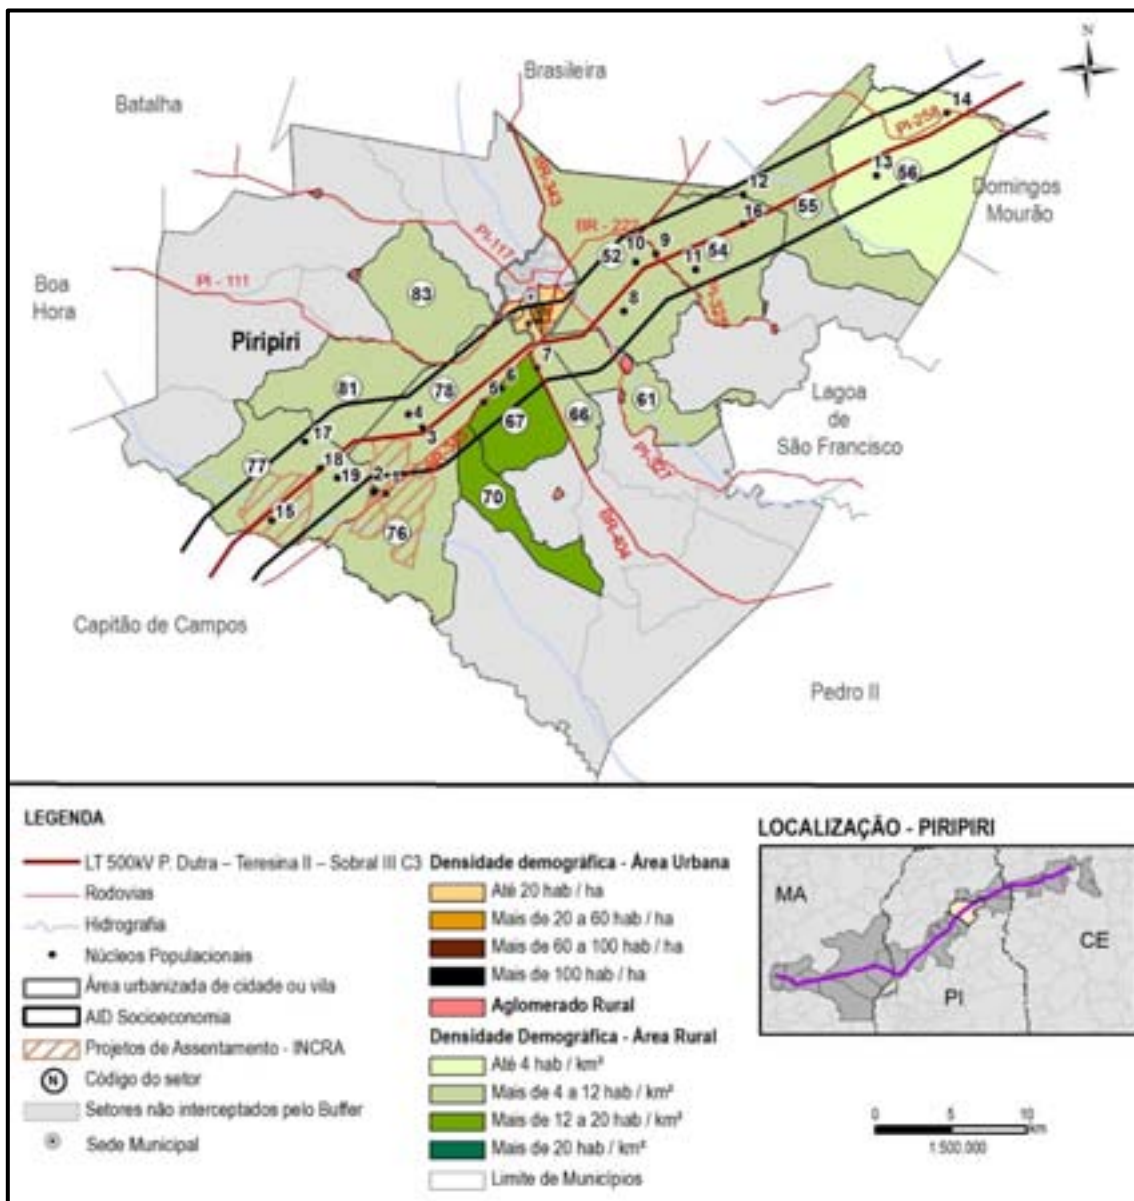 N
Brasileira
Batalha
14
PI-258
13
56
12
Domingos
Mourão
BR-343
16
55
BR - 222
PI-117
10
9
52
11
54
Boa
Hora
PI - 111
83
8
Piripiri
7
6
5
81
78
4
3
67
66
61
Lagoa
de
São Francisco
PI-327
17
77
18
19
2
1
70
15
76
BR-404
Capitão de Campos
Pedro II
LEGENDA
LT 500kV P. Dutra – Teresina II – Sobral III C3
Rodovias
Hidrografia
Núcleos Populacionais
Área urbanizada de cidade ou vila
AID Socioeconomia
Projetos de Assentamento - INCRA
N Código do setor
Setores não interceptados pelo Buffer
Sede Municipal
Densidade demográfica - Área Urbana
Até 20 hab / ha
Mais de 20 a 60 hab / ha
Mais de 60 a 100 hab / ha
Mais de 100 hab / ha
Aglomerado Rural
Densidade Demográfica - Área Rural
Até 4 hab / km²
Mais de 4 a 12 hab / km²
Mais de 12 a 20 hab / km²
Mais de 20 hab / km²
Limite de Municípios
LOCALIZAÇÃO - PIRIPIRI
MA
CE
PI
0 5 10
km
1:500.000